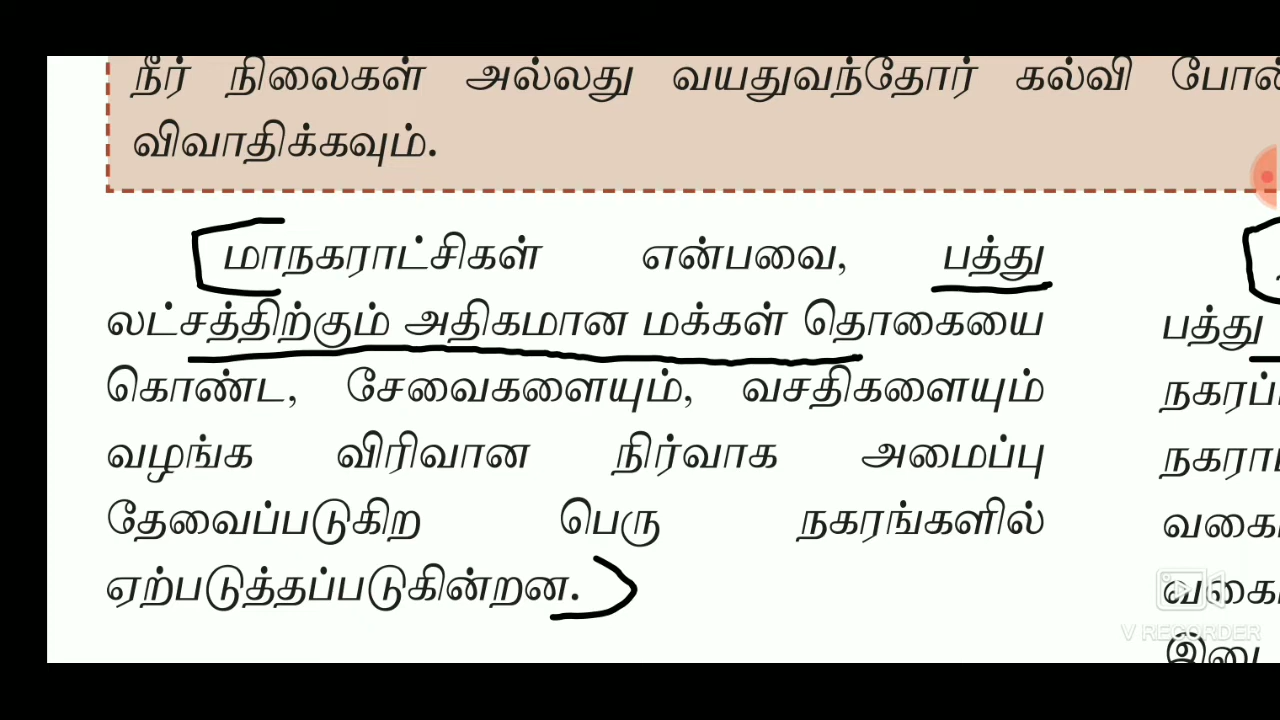 நீர் நிலைகள் அல்லது வயதுவந்தோர் கல்வி
விவாதிக்கவும்.
மாநகராட்சிகள் என்பவை, பத்து
லட்சத்திற்கும் அதிகமான மக்கள் தொகையை
கொண்ட, சேவைகளையும், வசதிகளையும்
வழங்க விரிவான நிர்வாக அமைப்பு
தேவைப்படுகிற பெரு நகரங்களில்
ஏற்படுத்தப்படுகின்றன.
பத்து
V RECORDER